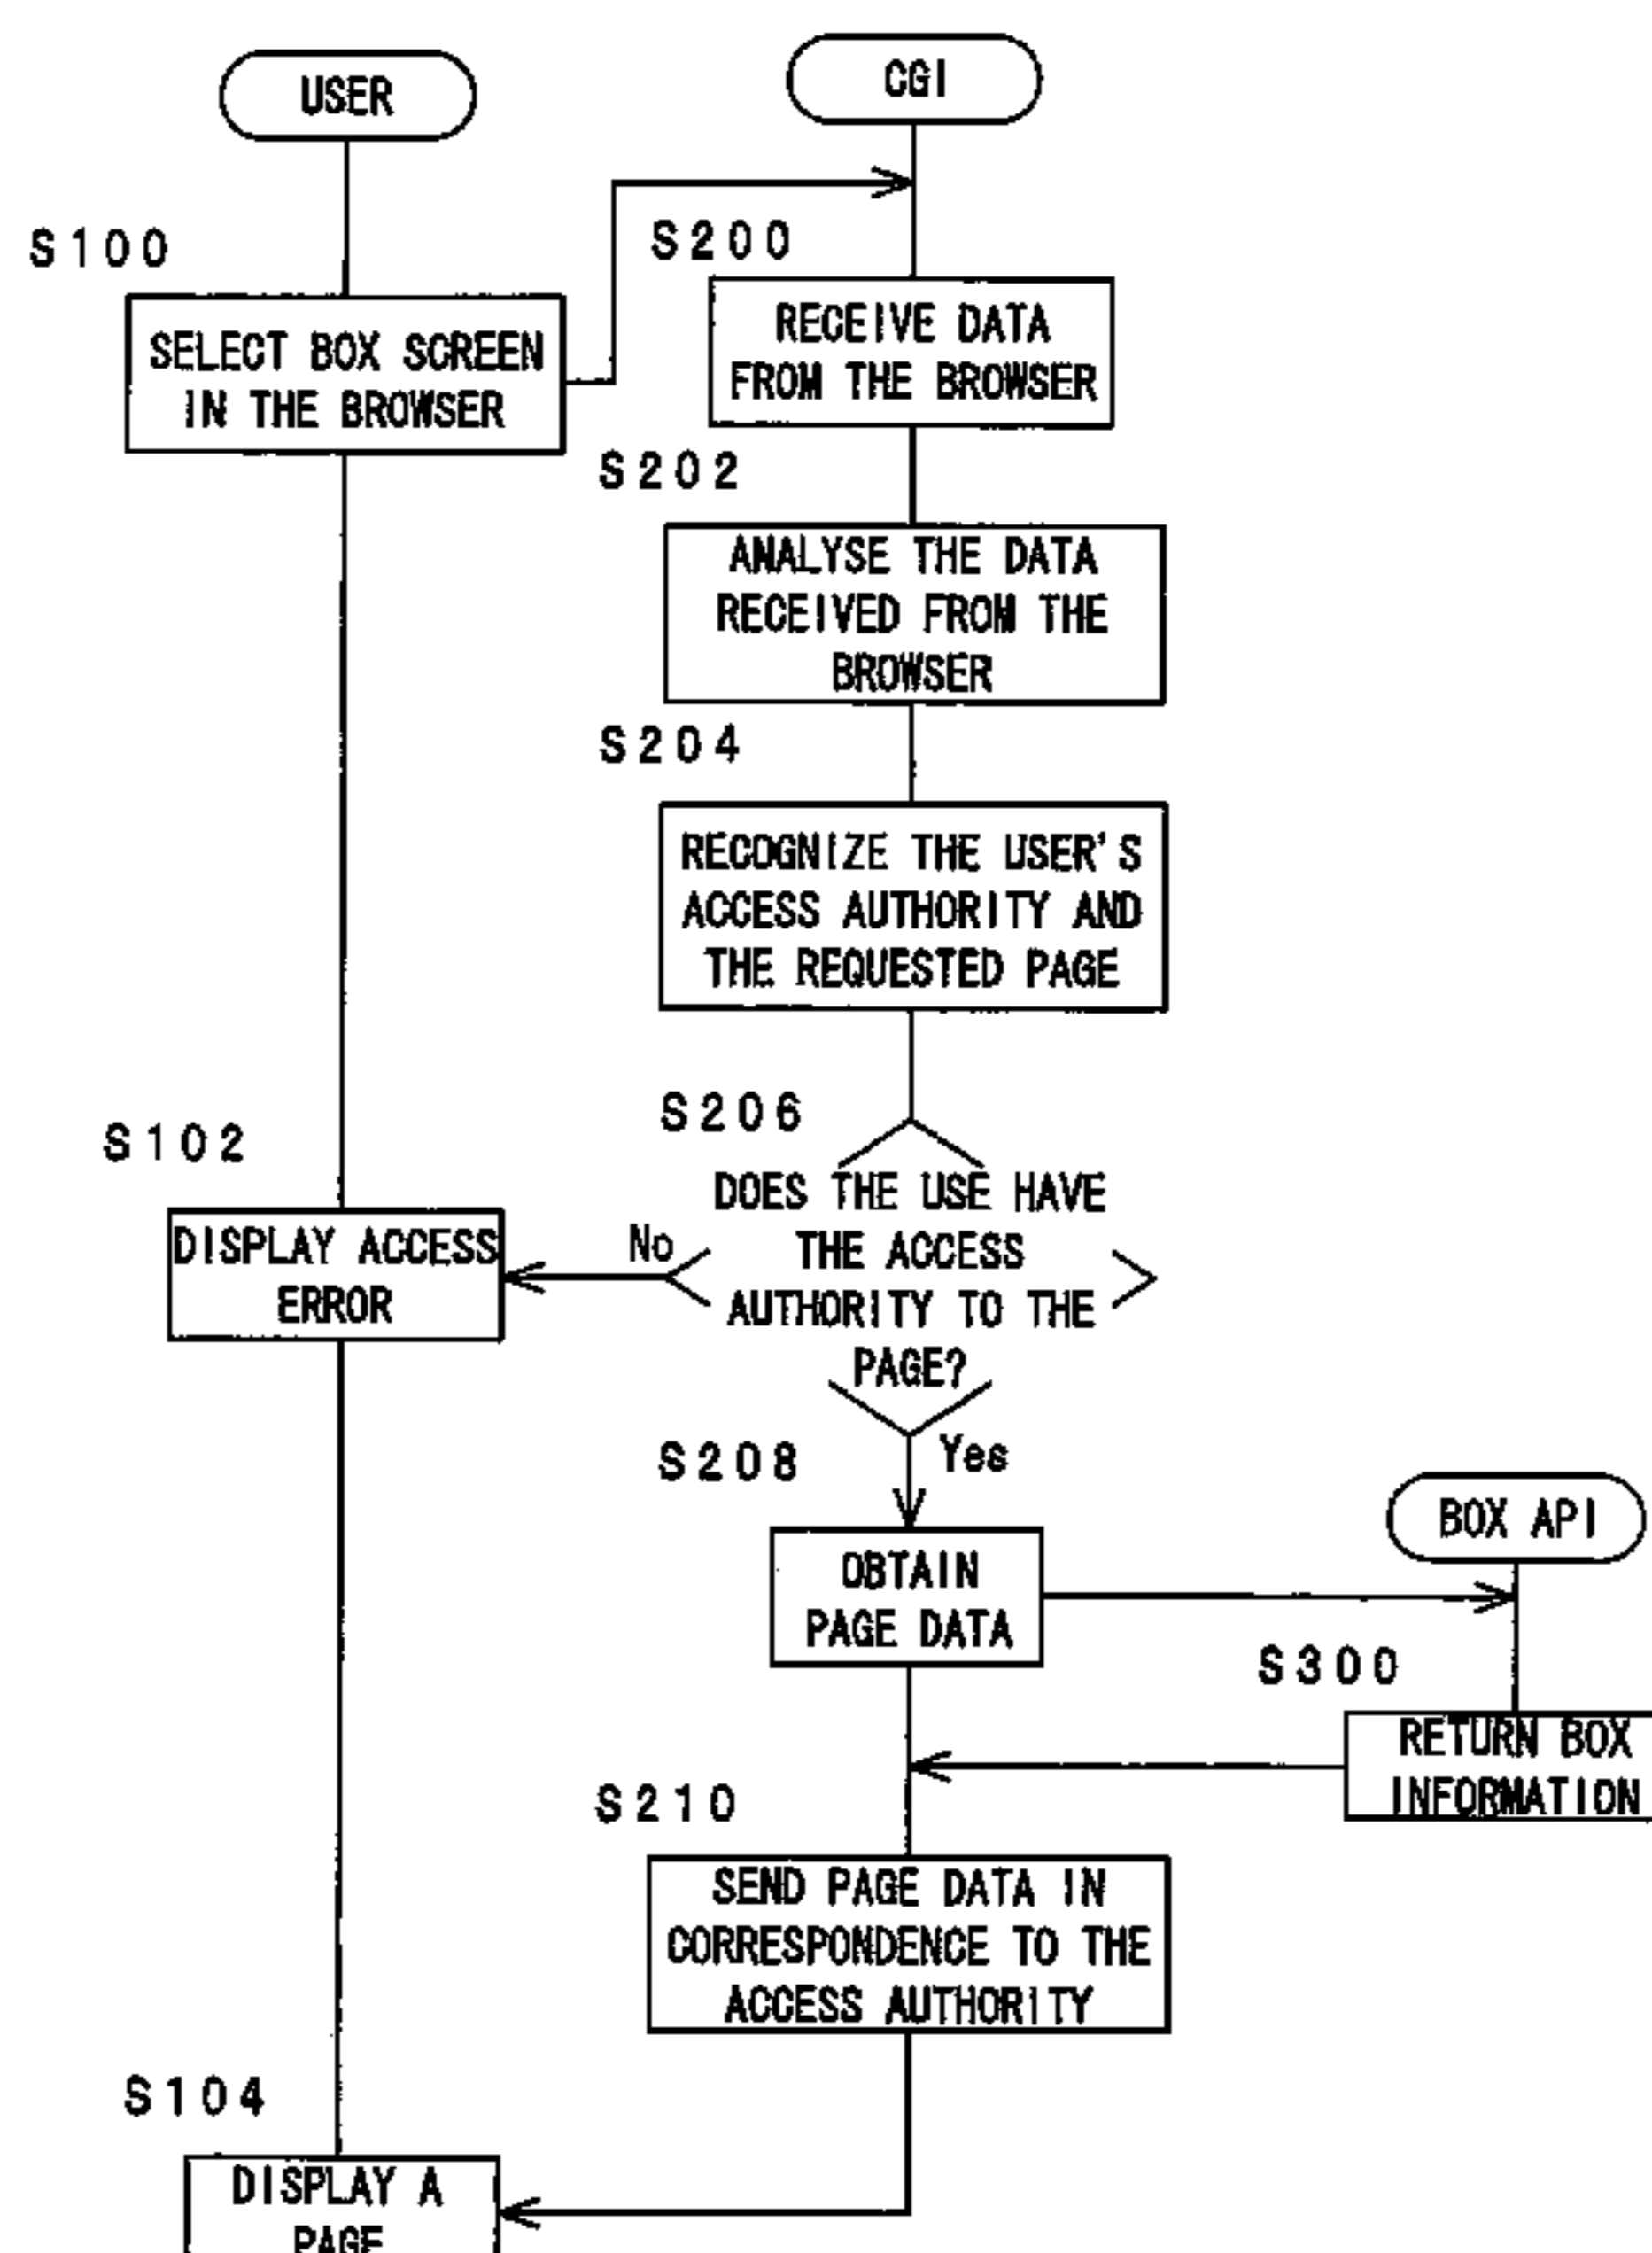 USER
CGI
S100
S200
SELECT BOX SCREEN
IN THE BROWSER
RECEIVE DATA
FROM THE BROWSER
S202
ANALYSE THE DATA
RECEIVED FROM THE
BROWSER
S204
RECOGNIZE THE USER'S
ACCESS AUTHORITY AND
THE REQUESTED PAGE
S206
S102
DOES THE USE HAVE
THE ACCESS
AUTHORITY TO THE
PAGE?
No
DISPLAY ACCESS
ERROR
S208
Yes
BOX API
OBTAIN
PAGE DATA
S300
RETURN BOX
INFORMATION
S210
SEND PAGE DATA IN
CORRESPONDENCE TO THE
ACCESS AUTHORITY
S104
DISPLAY A
PAGE